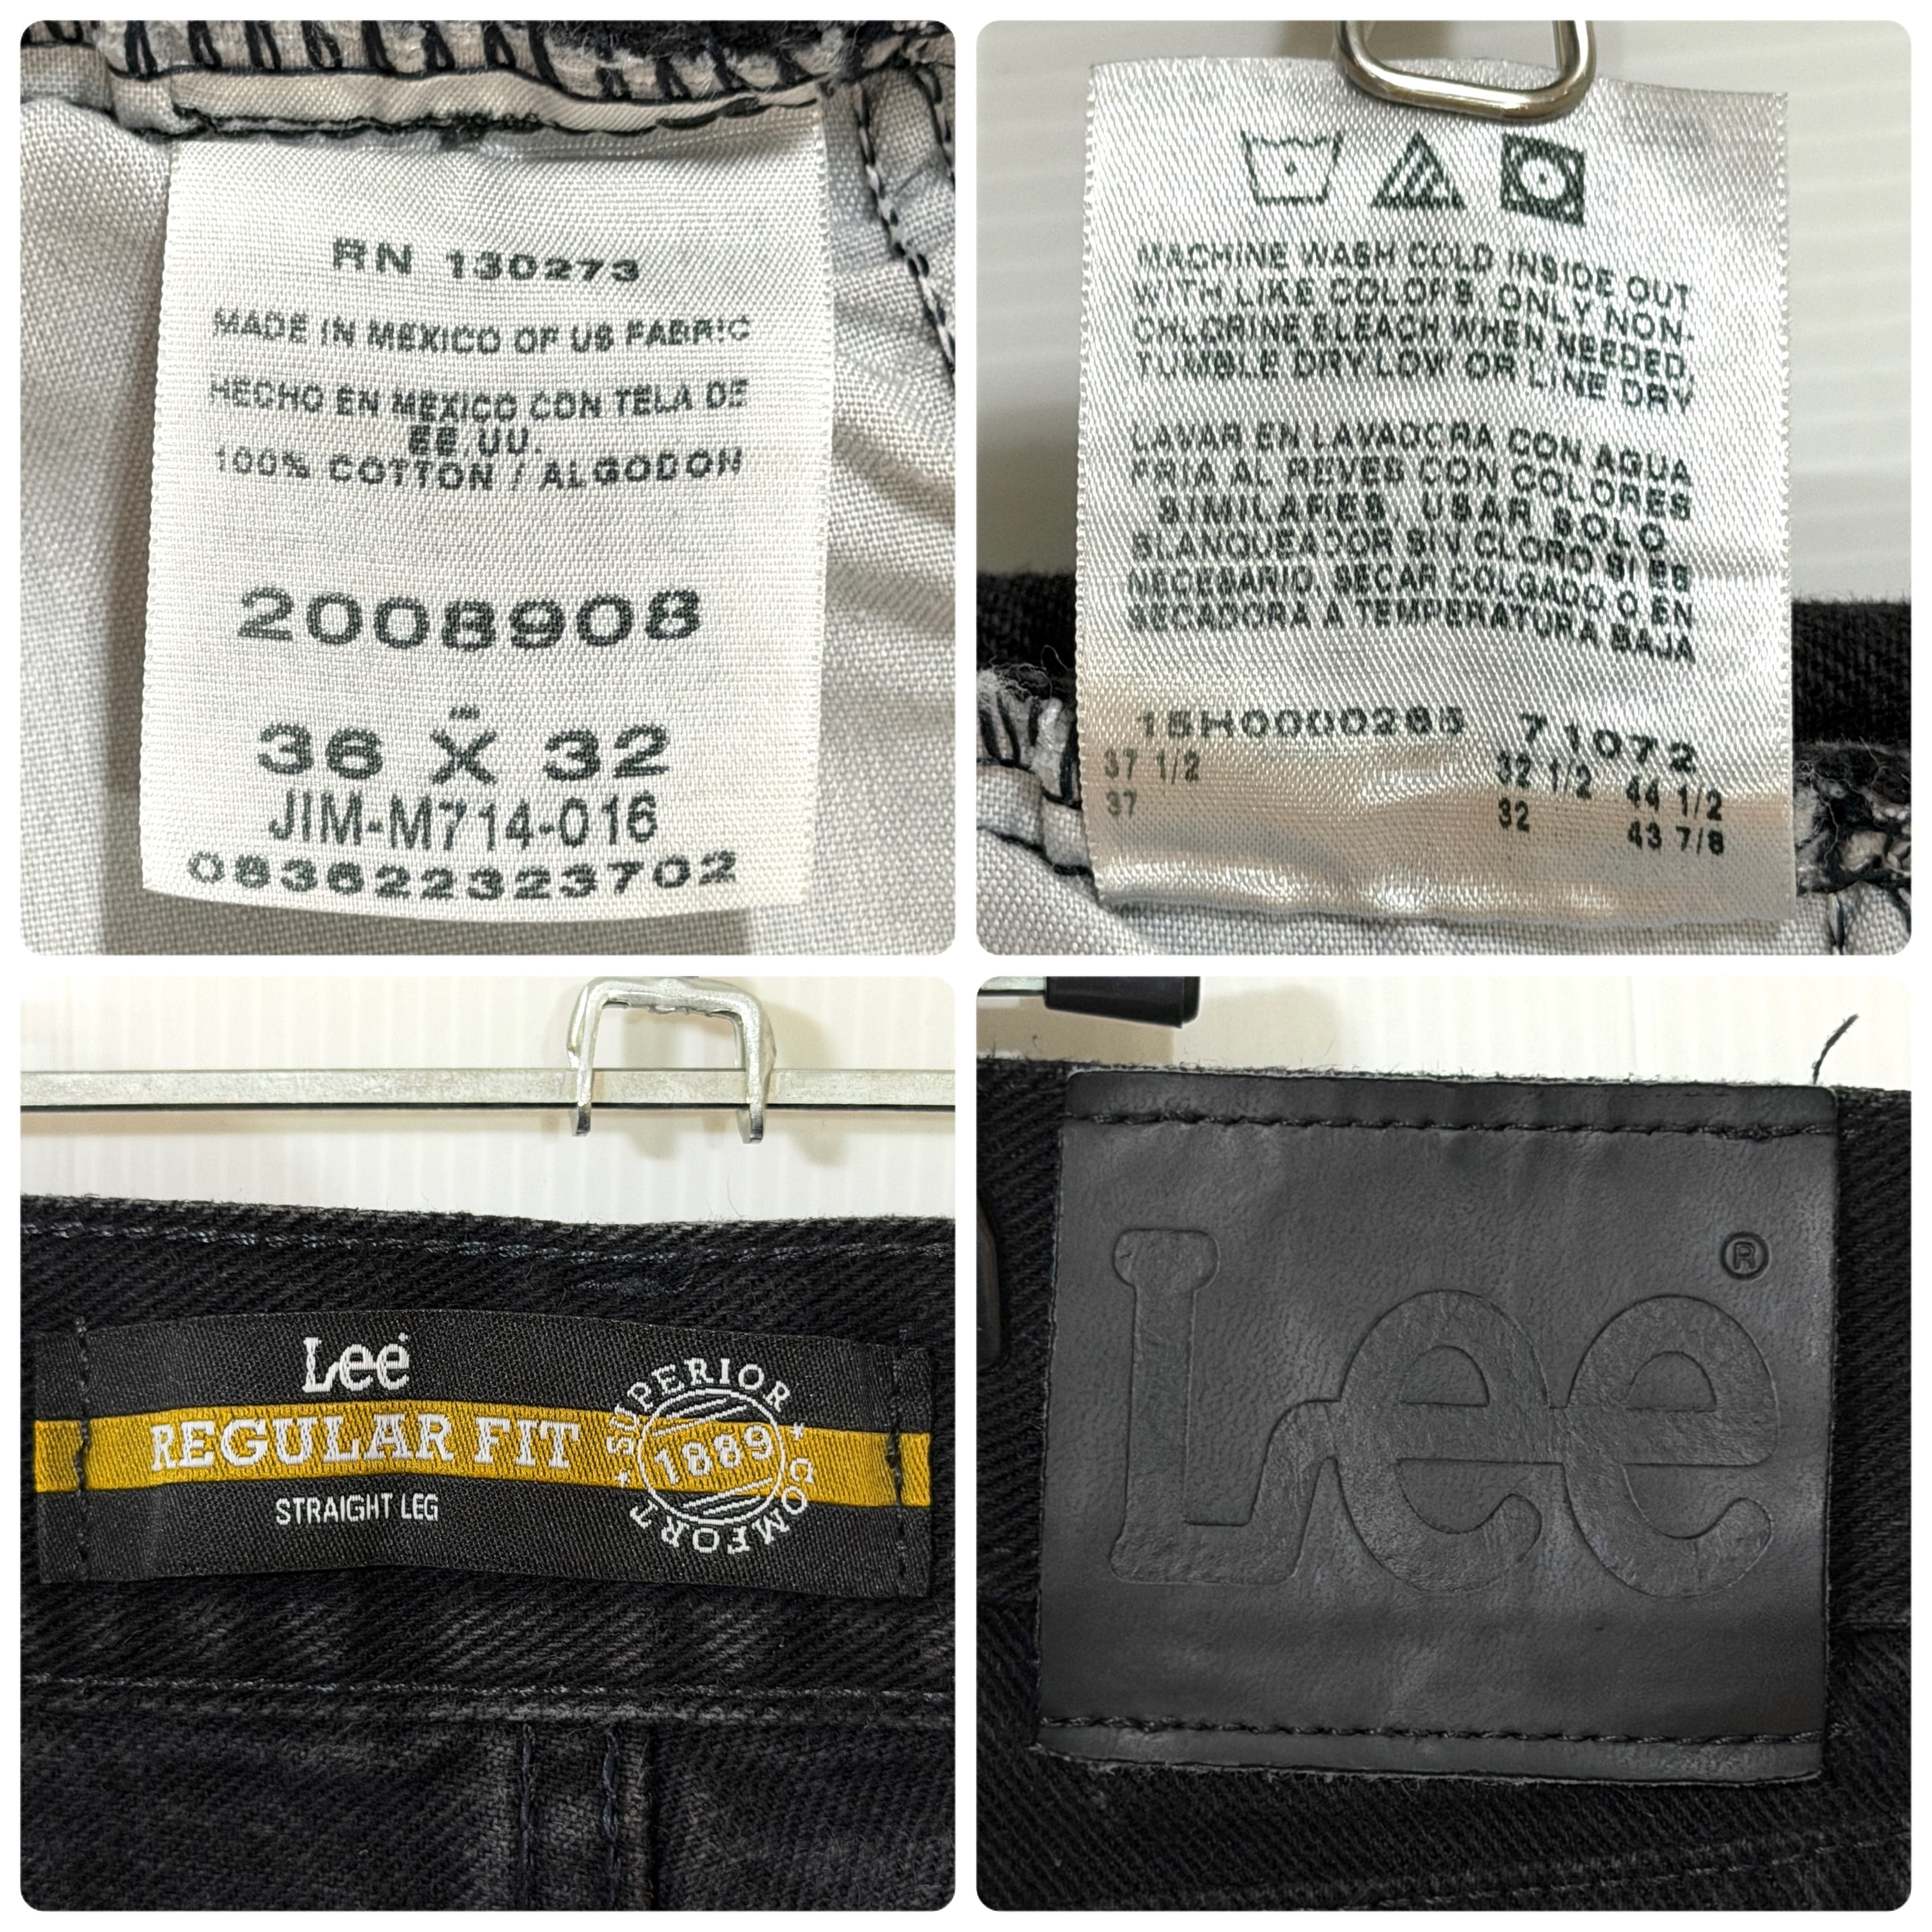 RN 130273
MADE IN MEXICO OF US FABRIC
HECHO EN MEXICO CON TELA DE
EE.UU.
100% COTTON / ALGODON
2008908
36 X 32
JIM-M714-016
083622323702
MACHINE WASH COLD INSIDE OUT
WITH LIKE COLORS, ONLY NON-
CHLORINE BLEACH WHEN NEEDED,
TUMBLE DRY LOW OR LINE DRY
LAVAR EN LAVADORA CON AGUA
FRIA AL REVES CON COLORES
SIMILARES, USAR SOLO
BLANQUEADOR SIN CLORO SI ES
NECESARIO, SECAR COLGADO O EN
SECADORA A TEMPERATURA BAJA
15H0000265 71072
37 1/2 32 1/2 44 1/2
37 32 43 7/8
Lee
REGULAR FIT
STRAIGHT LEG
SUPERIOR * COMFORT *
1889
Lee®